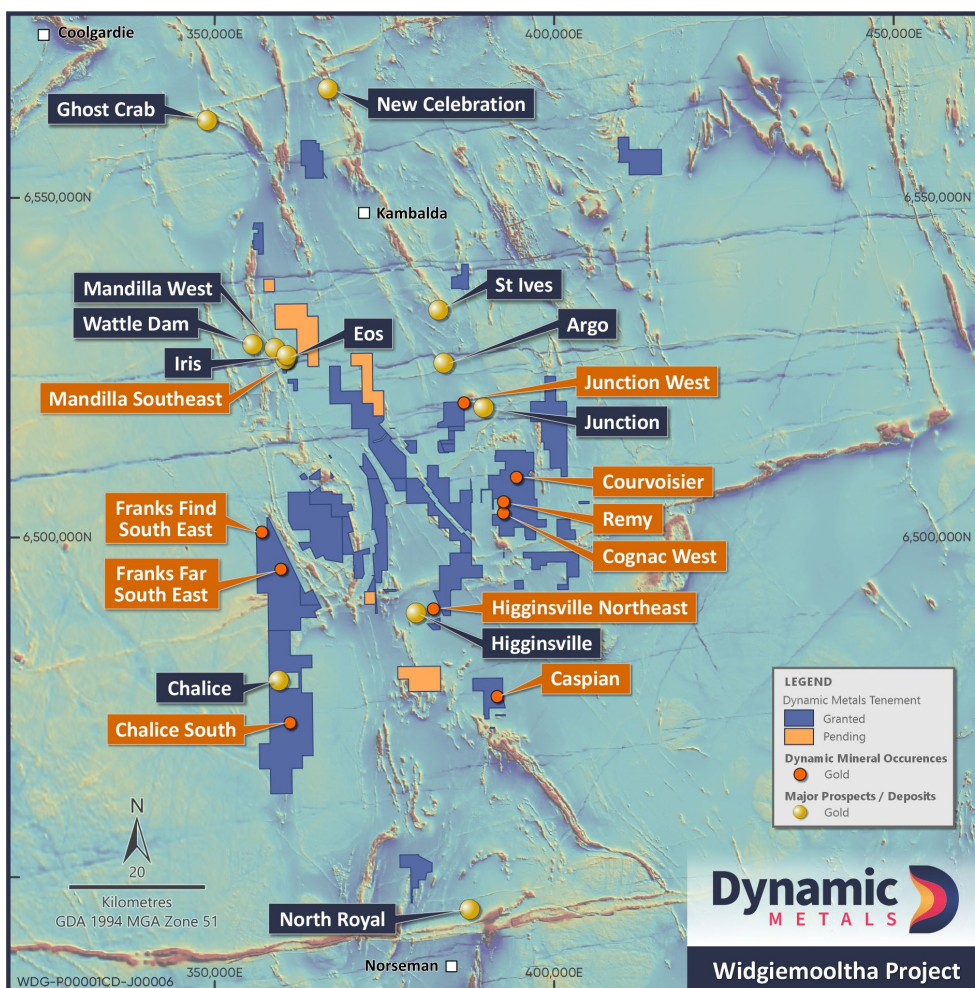 350,000E
400,000E
450,000E
Coolgardie
Ghost Crab
New Celebration
6,550,000N
6,550,000N
Kambalda
Mandilla West
St Ives
Wattle Dam
Eos
Argo
Iris
Mandilla Southeast
Junction West
Junction
Courvoisier
Franks Find
South East
Remy
6,500,000N
6,500,000N
Cognac West
Franks Far
South East
Higginsville Northeast
Higginsville
Chalice
Caspian
Chalice South
LEGEND
Dynamic Metals Tenement
Granted
Pending
Dynamic Mineral Occurences
Gold
Major Prospects / Deposits
Gold
N
20
Kilometres
GDA 1994 MGA Zone 51
North Royal
Dynamic
METALS
Norseman
350,000E
400,000E
WDG-P00001CD-J00006
Widgiemooltha Project